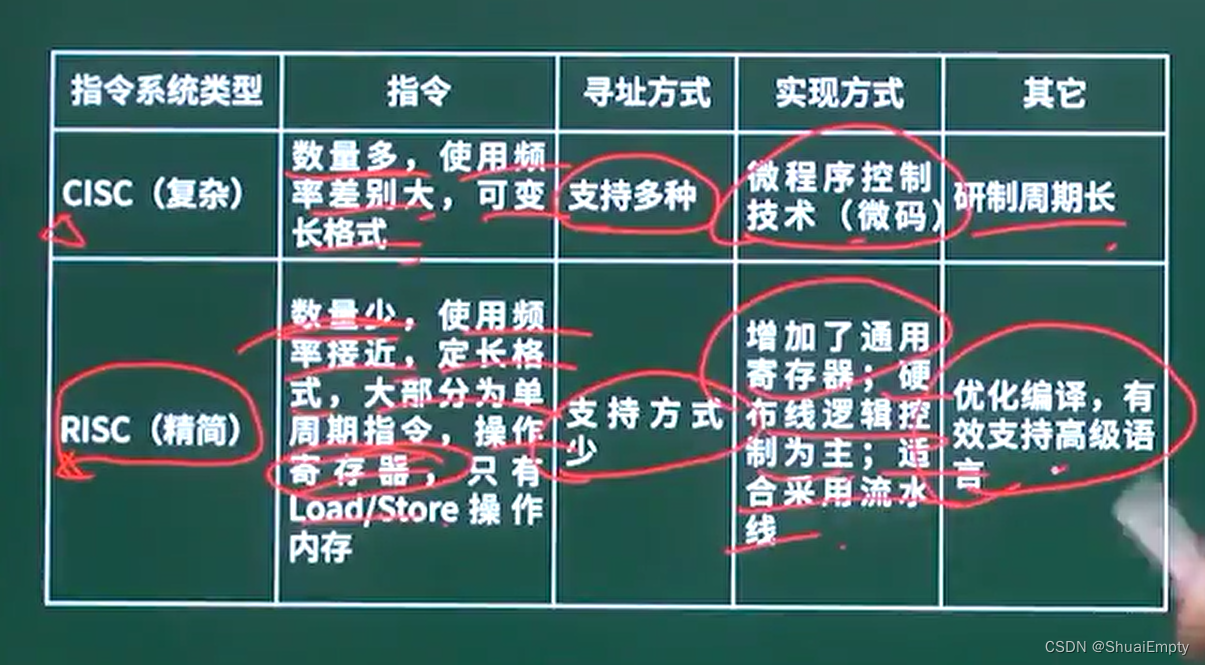 指令系统类型
指令
寻址方式
实现方式
其它
CISC（复杂）
数量多，使用频
率差别大，可变
长格式
支持多种
微程序控制
技术（微码）
研制周期长
RISC（精简）
数量少，使用频
率接近，定长格
式，大部分为单
周期指令，操作
寄存器，只有
Load/Store操作
内存
支持方式
少
增加了通用
寄存器；硬
布线逻辑控
制为主；适
合采用流水
线
优化编译，有
效支持高级语
言
CSDN @ShuaiEmpty